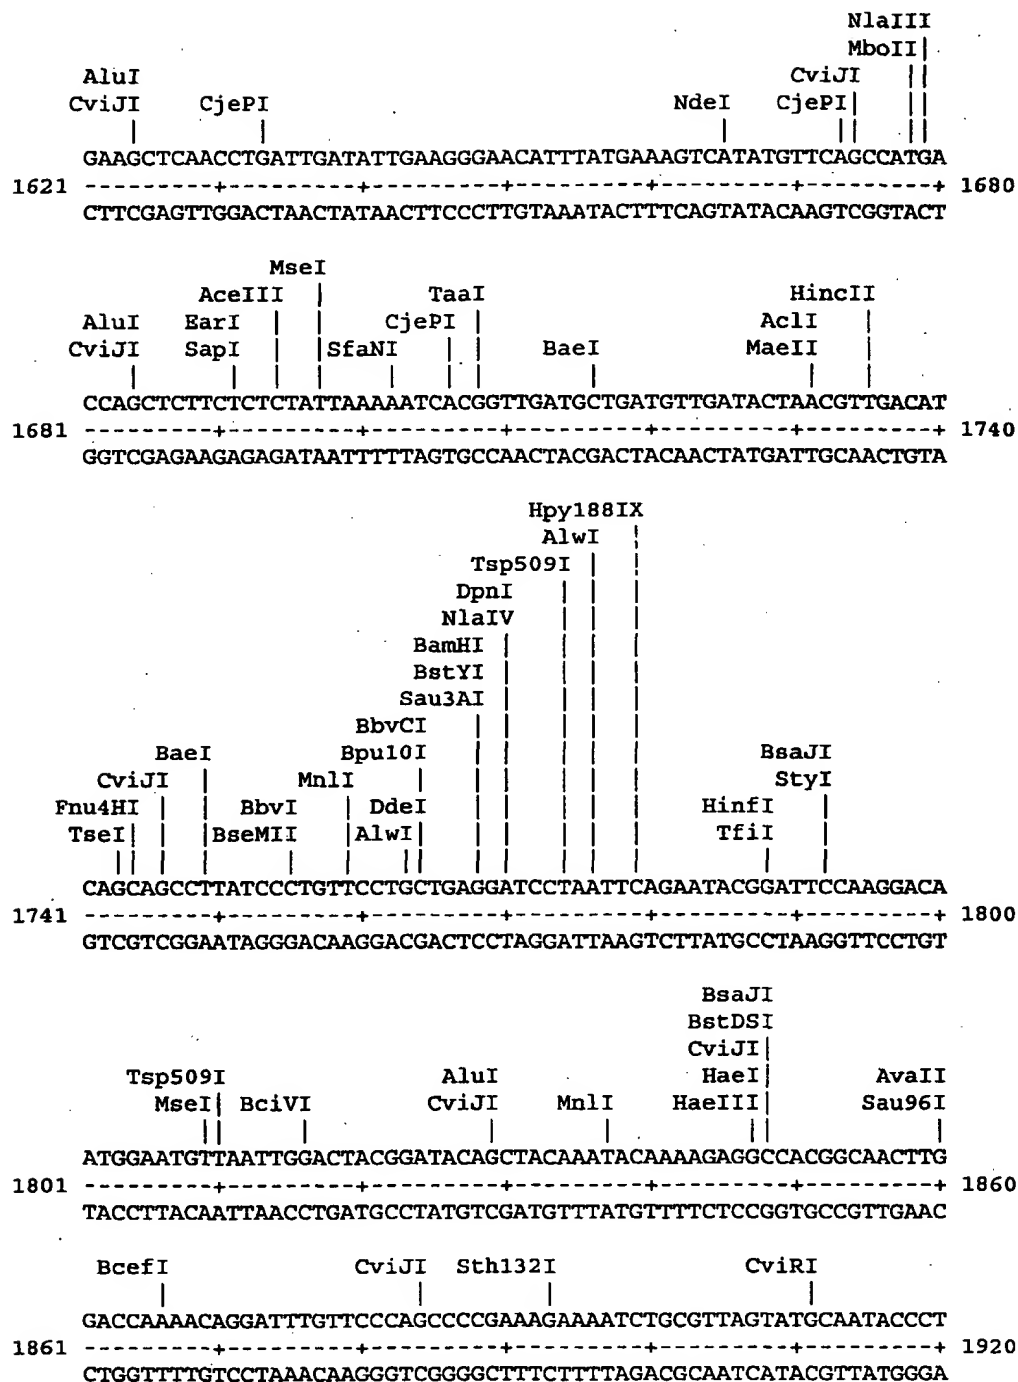 NlaIII
MboII
AluI CviJI
CviJI CjePI NdeI CjePI
GAAGCTCAACCTGATTGATATTGAAGGGAACATTTATGAAAGTCATATGTTCAGCCATGA
1621 ---------+---------+---------+---------+---------+---------+ 1680
CTTCGAGTTGGACTAACTATAACTTCCCTTGTAAATACTTTCAGTATACAAGTCGGTACT
MseI
AceIII TaaI HincII
AluI EarI CjePI AclI
CviJI SapI SfaNI BaeI MaeII
CCAGCTCTTCTCTCTATTAAAAATCACGGTTGATGCTGATGTTGATACTAACGTTGACAT
1681 ---------+---------+---------+---------+---------+---------+ 1740
GGTCGAGAAGAGAGATAATTTTTAGTGCCAACTACGACTACAACTATGATTGCAACTGTA
Hpy188IX
AlwI
Tsp509I
DpnI
NlaIV
BamHI
BstYI
Sau3AI
BbvCI
BaeI Bpu10I BsaJI
CviJI MnlI StyI
Fnu4HI BbvI DdeI HinfI
TseI BseMII AlwI TfiI
CAGCAGCCTTATCCCTGTTCCTGCTGAGGATCCTAATTCAGAATACGGATTCCAAGGACA
1741 ---------+---------+---------+---------+---------+---------+ 1800
GTCGTCGGAATAGGGACAAGGACGACTCCTAGGATTAAGTCTTATGCCTAAGGTTCCTGT
BsaJI
BstDSI
CviJI
Tsp509I AluI HaeI AvaII
MseI BciVI CviJI MnlI HaeIII Sau96I
ATGGAATGTTAATTGGACTACGGATACAGCTACAAATACAAAAGAGGCCACGGCAACTTG
1801 ---------+---------+---------+---------+---------+---------+ 1860
TACCTTACAATTAACCTGATGCCTATGTCGATGTTTATGTTTTCTCCGGTGCCGTTGAAC
BcefI CviJI Sth132I CviRI
GACCAAAACAGGATTTGTTCCCAGCCCCGAAAGAAAATCTGCGTTAGTATGCAATACCCT
1861 ---------+---------+---------+---------+---------+---------+ 1920
CTGGTTTTGTCCTAAACAAGGGTCGGGGCTTTCTTTTAGACGCAATCATACGTTATGGGA